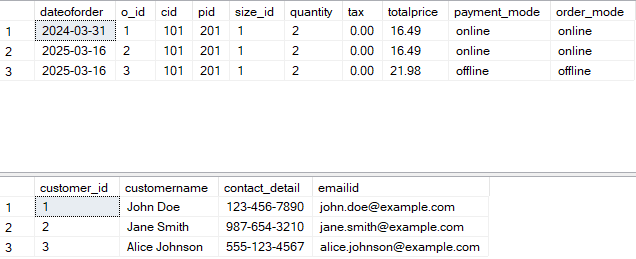 dateoforder o_id cid pid size_id quantity tax totalprice payment_mode order_mode
1 2024-03-31 1 101 201 1 2 0.00 16.49 online online
2 2025-03-16 2 101 201 1 2 0.00 16.49 online online
3 2025-03-16 3 101 201 1 2 0.00 21.98 offline offline
customer_id customername contact_detail emailid
1 1 John Doe 123-456-7890 john.doe@example.com
2 2 Jane Smith 987-654-3210 jane.smith@example.com
3 3 Alice Johnson 555-123-4567 alice.johnson@example.com